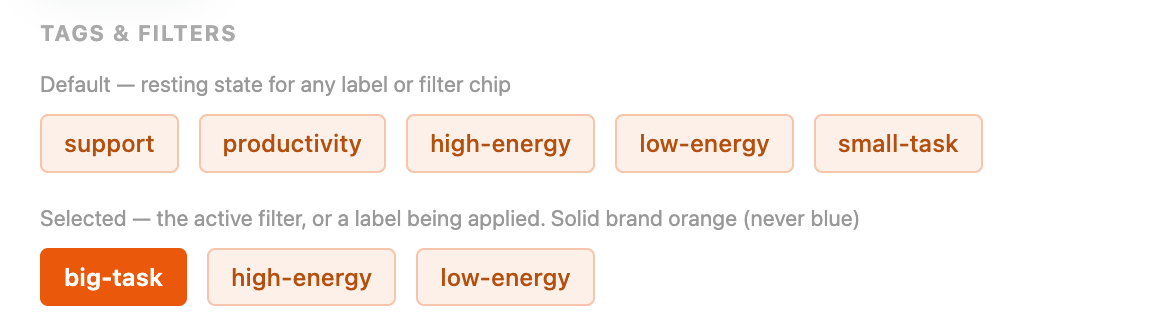 TAGS & FILTERS
Default — resting state for any label or filter chip
support productivity high-energy low-energy small-task
Selected — the active filter, or a label being applied. Solid brand orange (never blue)
big-task high-energy low-energy